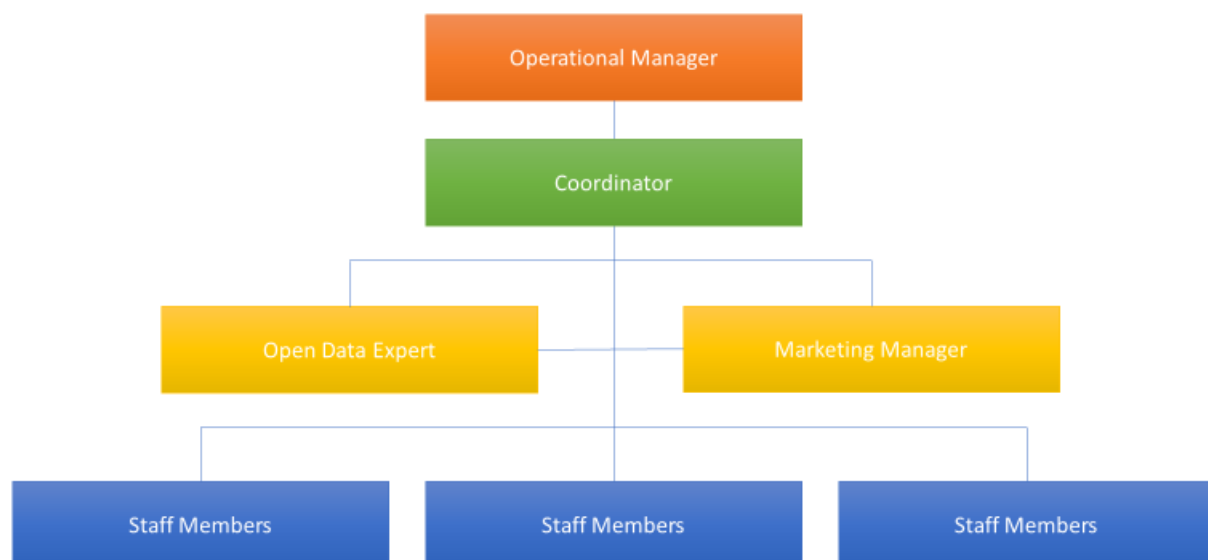 Operational Manager
Coordinator
Open Data Expert
Marketing Manager
Staff Members
Staff Members
Staff Members